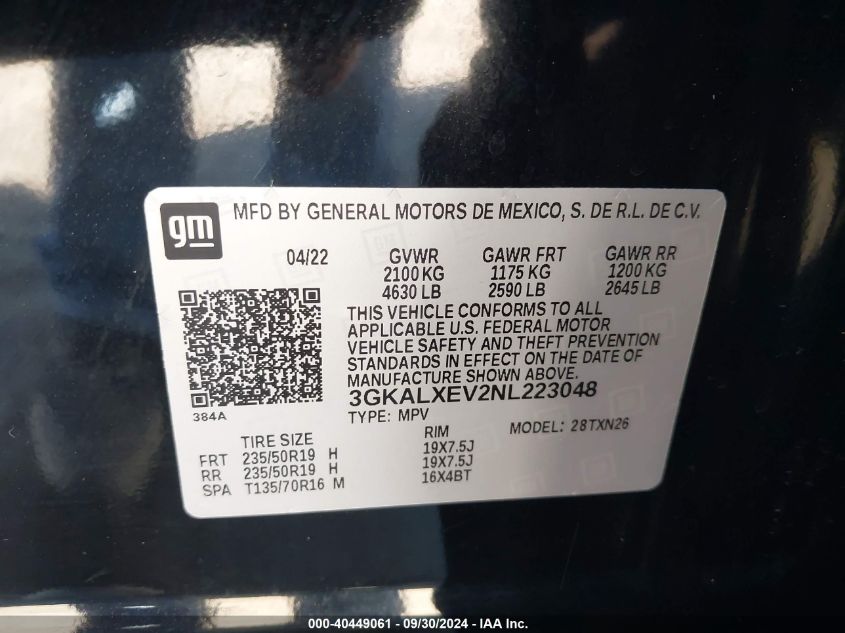 gm
MFD BY GENERAL MOTORS DE MEXICO, S. DE R.L. DE C.V.
04/22 GVWR GAWR FRT GAWR RR
2100 KG 1175 KG 1200 KG
4630 LB 2590 LB 2645 LB
THIS VEHICLE CONFORMS TO ALL
APPLICABLE U.S. FEDERAL MOTOR
VEHICLE SAFETY AND THEFT PREVENTION
STANDARDS IN EFFECT ON THE DATE OF
MANUFACTURE SHOWN ABOVE.
3GKALXEV2NL223048
384A
TYPE: MPV MODEL: 28TXN26
TIRE SIZE RIM
FRT 235/50R19 H 19X7.5J
RR 235/50R19 H 19X7.5J
SPA T135/70R16 M 16X4BT
000-40449061 - 09/30/2024 - IAA Inc.